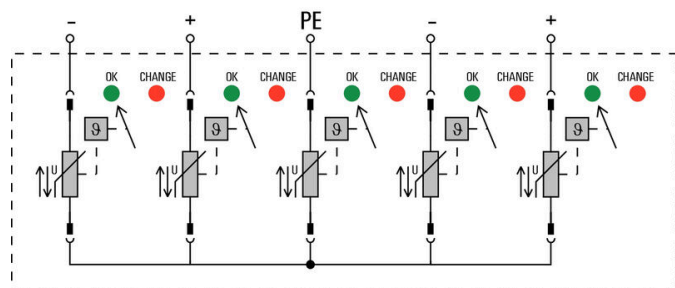 - + PE - +
OK CHANGE OK CHANGE OK CHANGE OK CHANGE OK CHANGE
ϑ ϑ ϑ ϑ ϑ
U U U U U